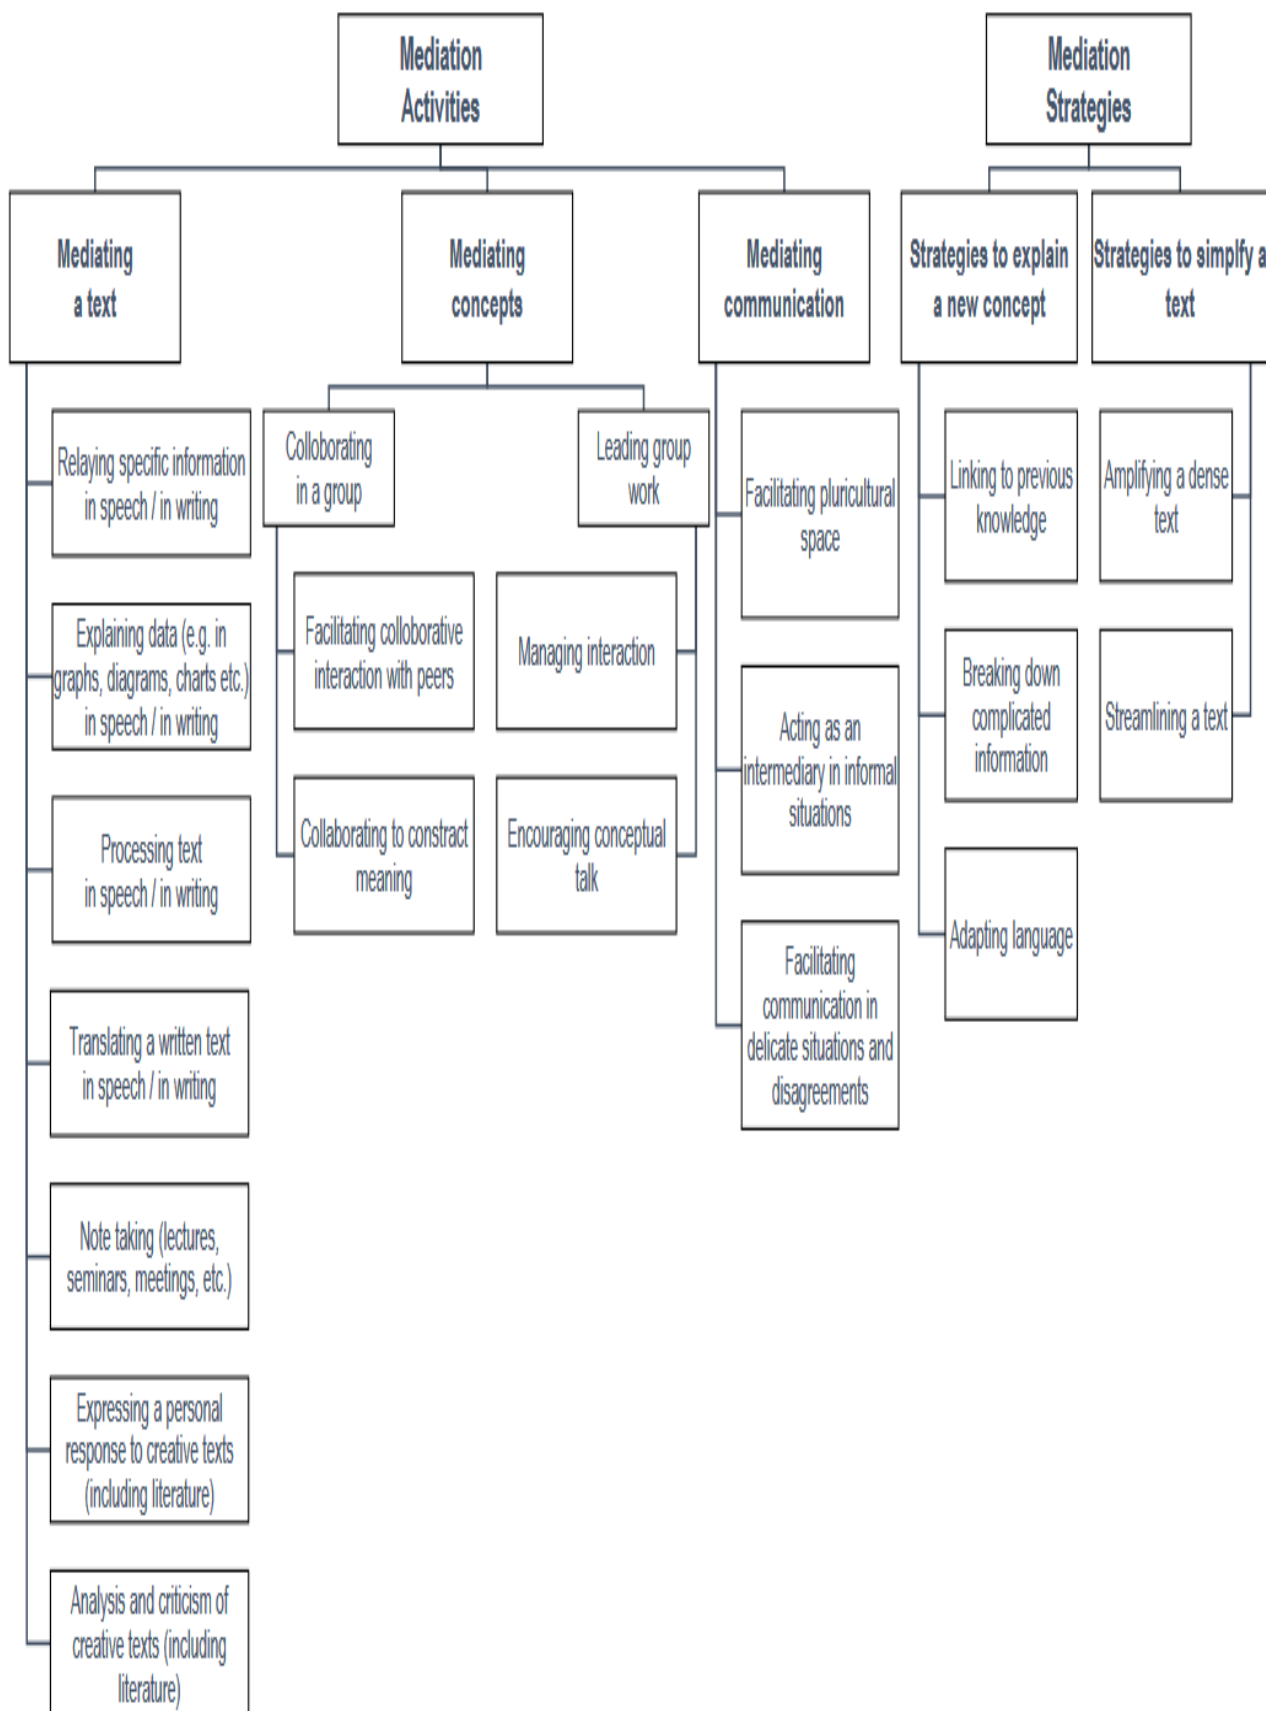 Mediation
Activities
Mediation
Strategies
Mediating
a text
Mediating
concepts
Mediating
communication
Strategies to explain
a new concept
Strategies to simplfy a
text
Relaying specific information
in speech / in writing
Explaining data (e.g. in
graphs, diagrams, charts etc.)
in speech / in writing
Processing text
in speech / in writing
Translating a written text
in speech / in writing
Note taking (lectures,
seminars, meetings, etc.)
Expressing a personal
response to creative texts
(including literature)
Analysis and criticism of
creative texts (including
literature)
Colloborating
in a group
Facilitating colloborative
interaction with peers
Collaborating to constract
meaning
Leading group
work
Managing interaction
Encouraging conceptual
talk
Facilitating pluricultural
space
Acting as an
intermediary in informal
situations
Facilitating
communication in
delicate situations and
disagreements
Linking to previous
knowledge
Breaking down
complicated
information
Adapting language
Amplifying a dense
text
Streamlining a text